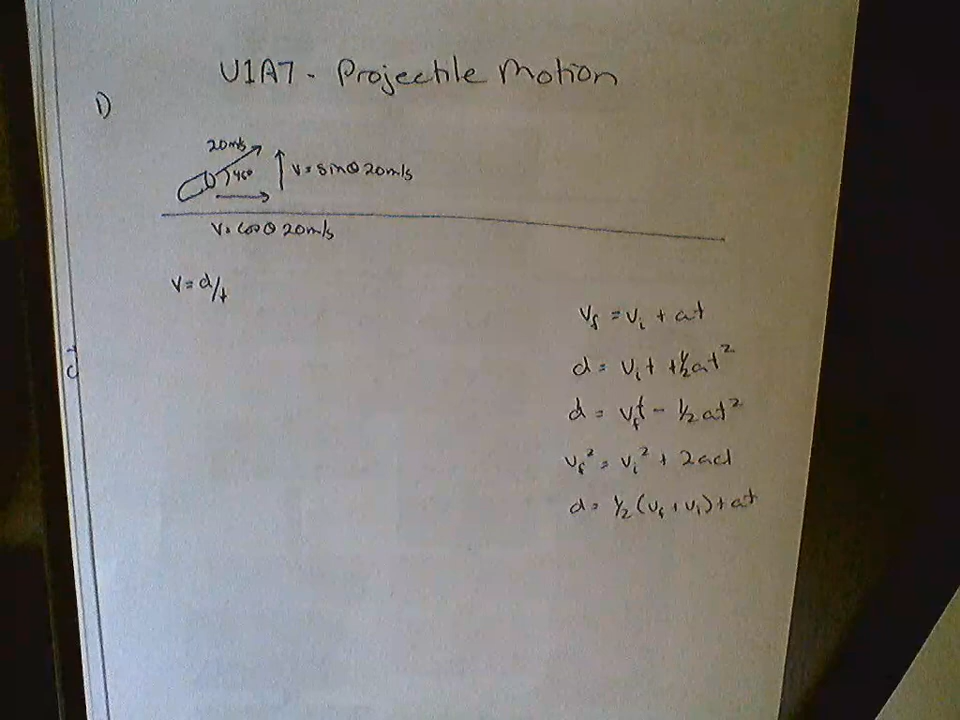 U1A7 - Projectile Motion
1)
20m/s
45°
V = sinθ 20m/s
V = cosθ 20m/s
V = d/t
Vf = Vi + at
d = Vit + ½at²
d = Vft - ½at²
Vf² = Vi² + 2ad
d = ½(Vf + Vi) + at